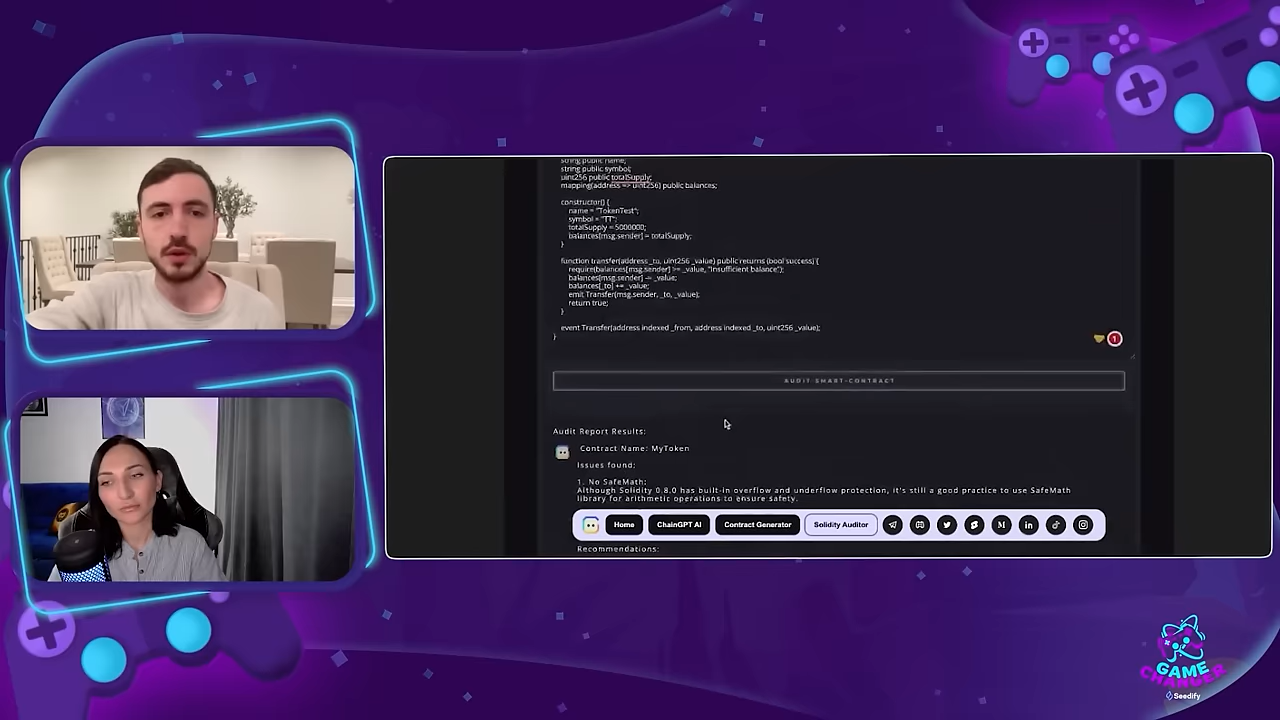 string public name;
string public symbol;
uint256 public totalSupply;
mapping(address => uint256) public balances;
constructor() {
name = "TokenTest";
symbol = "TT";
totalSupply = 5000000;
balances[msg.sender] = totalSupply;
}
function transfer(address _to, uint256 _value) public returns (bool success) {
require(balances[msg.sender] >= _value, "Insufficient balance");
balances[msg.sender] -= _value;
balances[_to] += _value;
emit Transfer(msg.sender, _to, _value);
return true;
}
event Transfer(address indexed _from, address indexed _to, uint256 _value);
}
1
AUDIT SMART-CONTRACT
Audit Report Results:
Contract Name: MyToken
Issues found:
1. No SafeMath:
Although Solidity 0.8.0 has built-in overflow and underflow protection, it's still a good practice to use SafeMath
library for arithmetic operations to ensure safety.
Home
ChainGPT AI
Contract Generator
Solidity Auditor
Recommendations:
GAME
CHANGER
Seedify